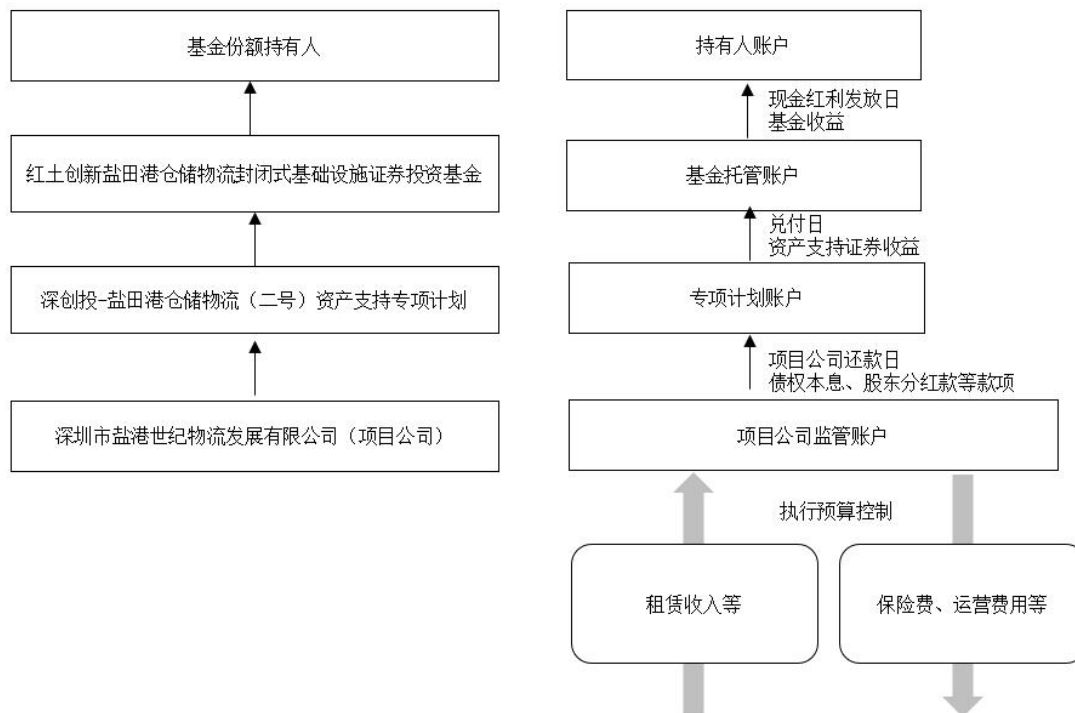 基金份额持有人
红土创新盐田港仓储物流封闭式基础设施证券投资基金
深创投-盐田港仓储物流（二号）资产支持专项计划
深圳市盐港世纪物流发展有限公司（项目公司）
持有人账户
现金红利发放日
基金收益
基金托管账户
兑付日
资产支持证券收益
专项计划账户
项目公司还款日
债权本息、股东分红款等款项
项目公司监管账户
执行预算控制
租赁收入等
保险费、运营费用等